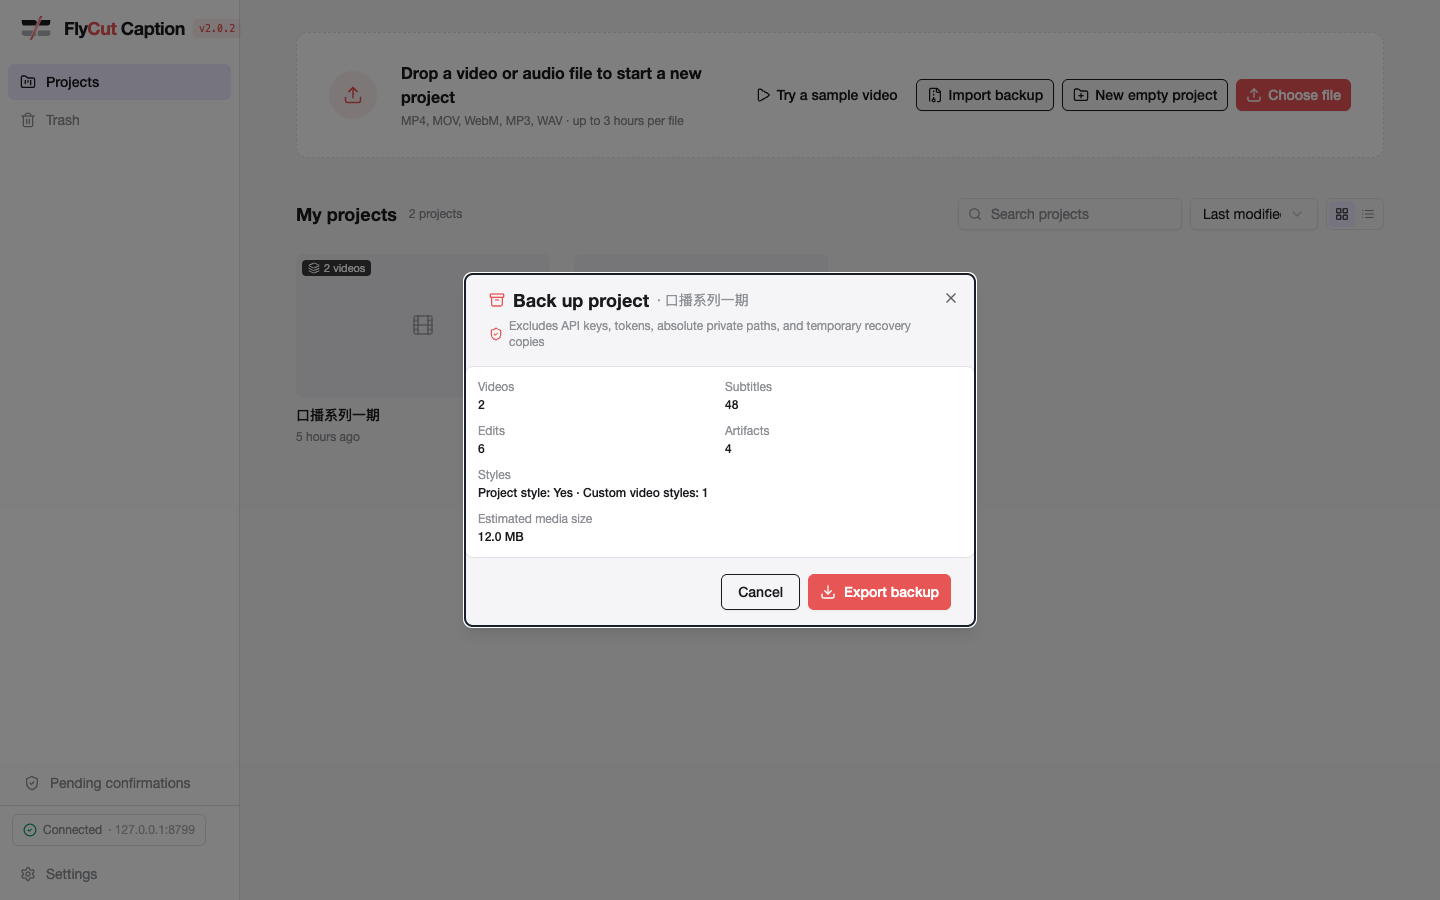 FlyCut Caption v2.0.2
Projects
Trash
Drop a video or audio file to start a new
project
MP4, MOV, WebM, MP3, WAV · up to 3 hours per file
Try a sample video
Import backup
New empty project
Choose file
My projects 2 projects
Search projects
Last modifie
2 videos
口播系列一期
5 hours ago
Back up project · 口播系列一期
Excludes API keys, tokens, absolute private paths, and temporary recovery
copies
Videos
2
Subtitles
48
Edits
6
Artifacts
4
Styles
Project style: Yes · Custom video styles: 1
Estimated media size
12.0 MB
Cancel
Export backup
Pending confirmations
Connected · 127.0.0.1:8799
Settings